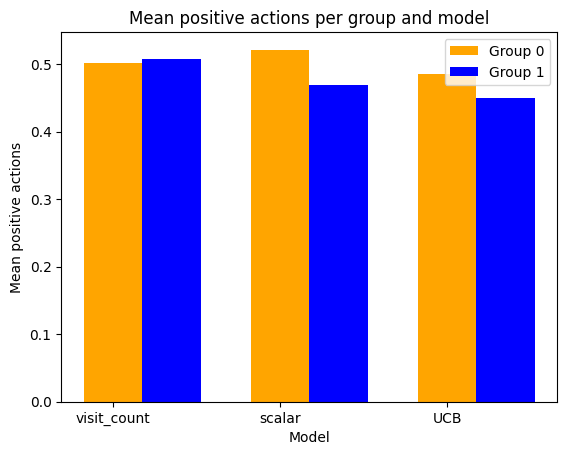 Mean positive actions per group and model
Group 0
Group 1
Mean positive actions
0.5
0.4
0.3
0.2
0.1
0.0
visit_count
scalar
UCB
Model